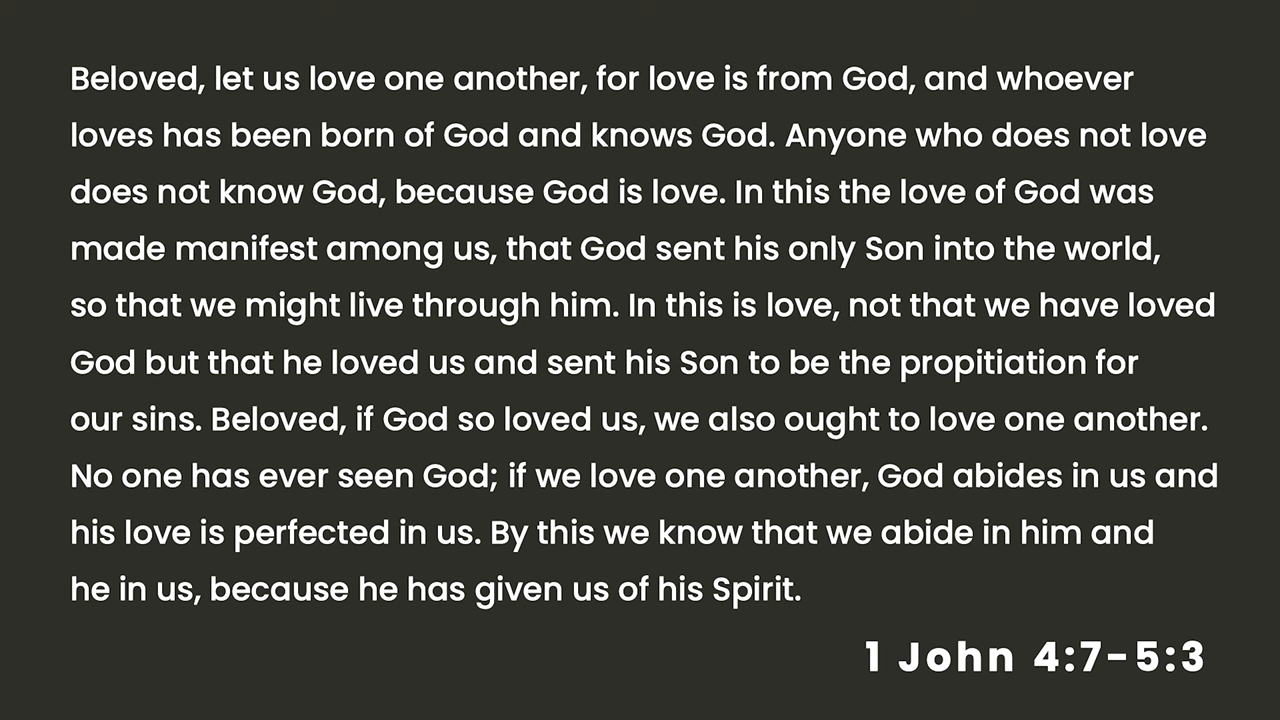 Beloved, let us love one another, for love is from God, and whoever
loves has been born of God and knows God. Anyone who does not love
does not know God, because God is love. In this the love of God was
made manifest among us, that God sent his only Son into the world,
so that we might live through him. In this is love, not that we have loved
God but that he loved us and sent his Son to be the propitiation for
our sins. Beloved, if God so loved us, we also ought to love one another.
No one has ever seen God; if we love one another, God abides in us and
his love is perfected in us. By this we know that we abide in him and
he in us, because he has given us of his Spirit.
1 John 4:7-5:3